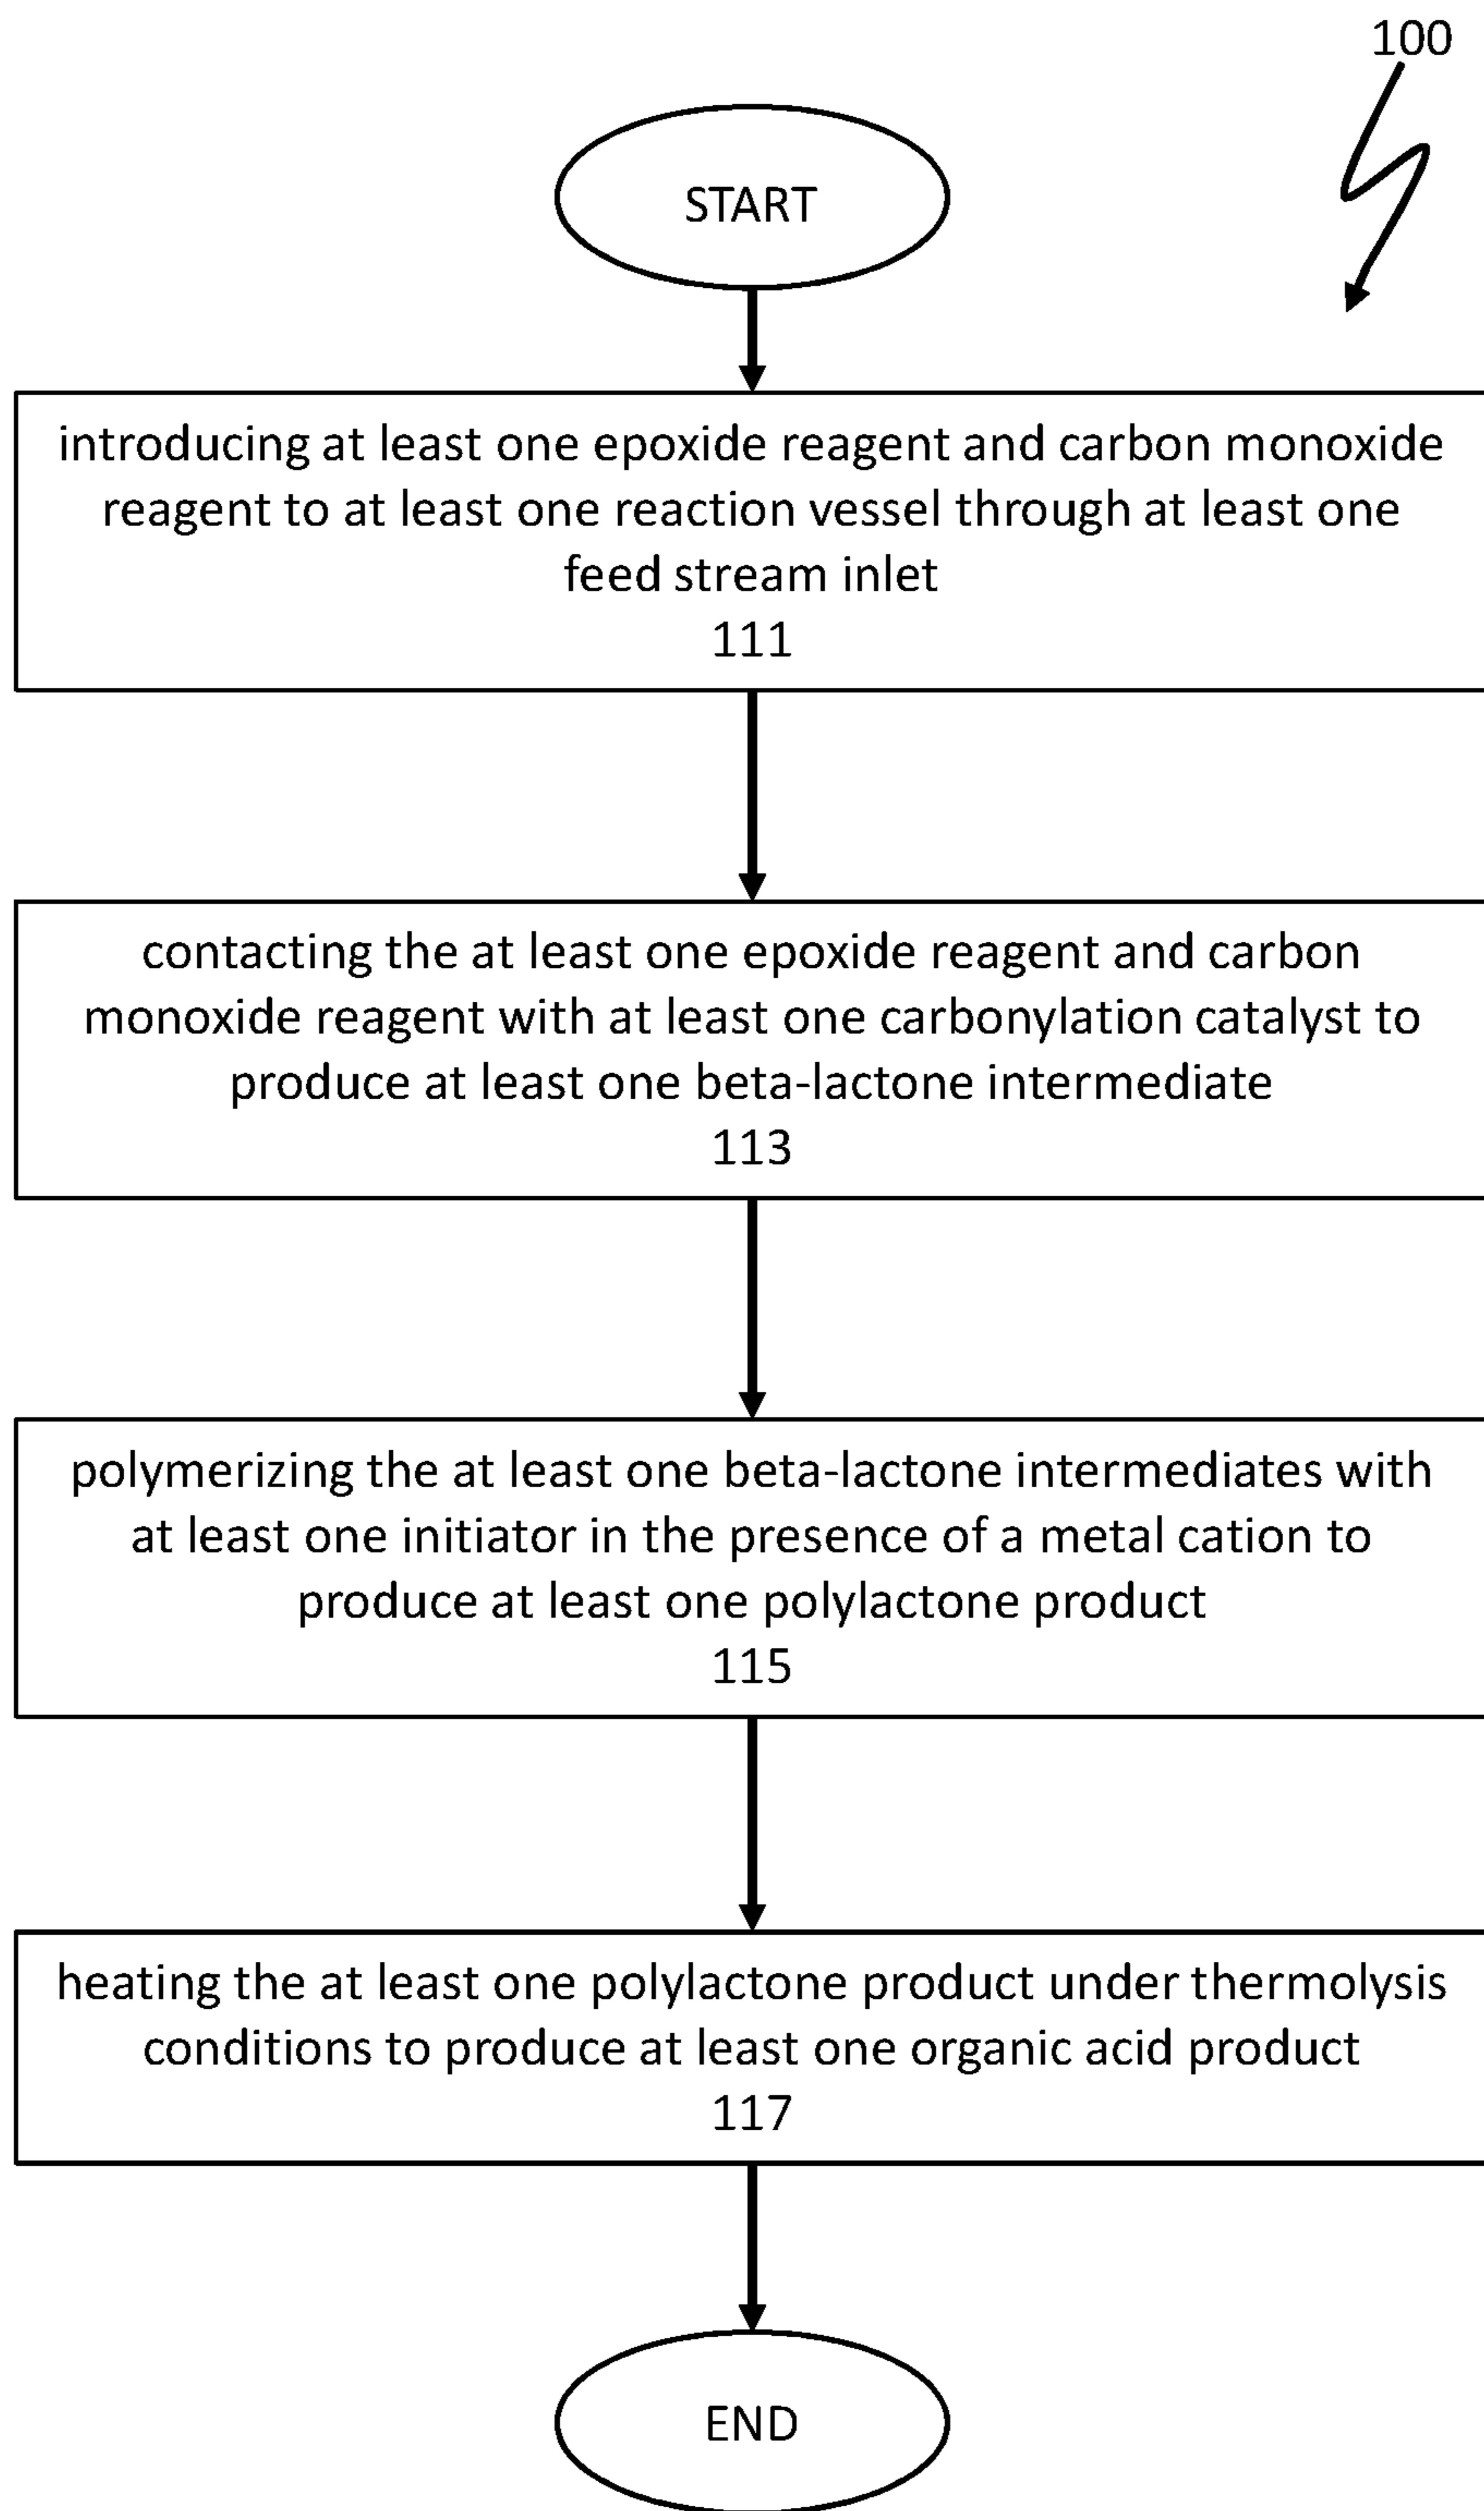 100
START
introducing at least one epoxide reagent and carbon monoxide
reagent to at least one reaction vessel through at least one
feed stream inlet
111
contacting the at least one epoxide reagent and carbon
monoxide reagent with at least one carbonylation catalyst to
produce at least one beta-lactone intermediate
113
polymerizing the at least one beta-lactone intermediates with
at least one initiator in the presence of a metal cation to
produce at least one polylactone product
115
heating the at least one polylactone product under thermolysis
conditions to produce at least one organic acid product
117
END